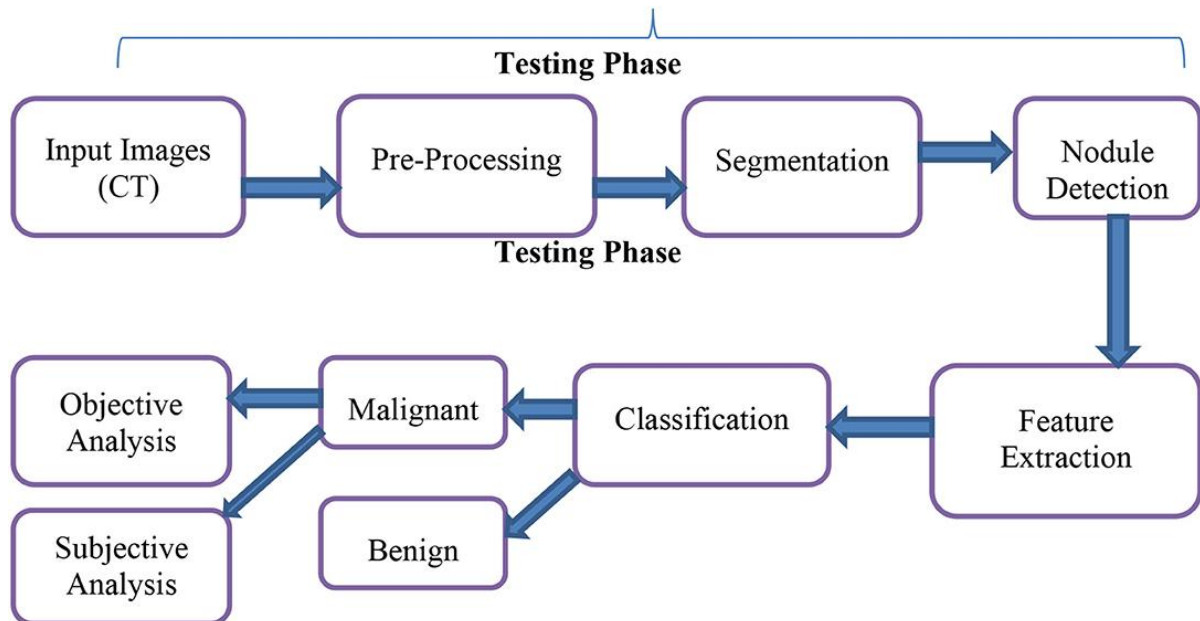 Testing Phase
Input Images
(CT)
Pre-Processing
Segmentation
Nodule
Detection
Testing Phase
Objective
Analysis
Malignant
Classification
Feature
Extraction
Subjective
Analysis
Benign